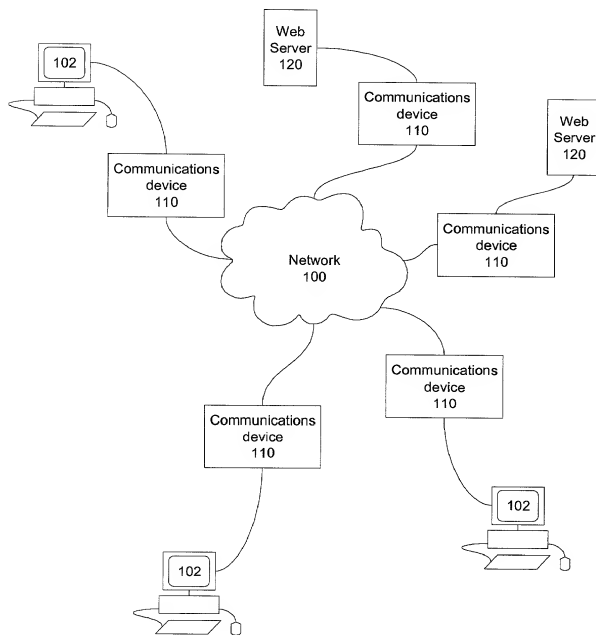 102
Web
Server
120
Communications
device
110
Web
Server
120
Communications
device
110
Communications
device
110
Network
100
Communications
device
110
Communications
device
110
102
102